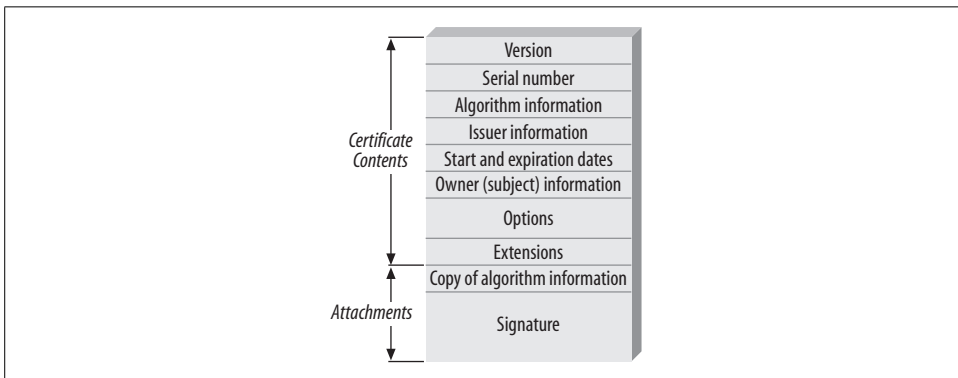 Version
Serial number
Algorithm information
Issuer information
Certificate
Contents
Start and expiration dates
Owner (subject) information
Options
Extensions
Copy of algorithm information
Attachments
Signature